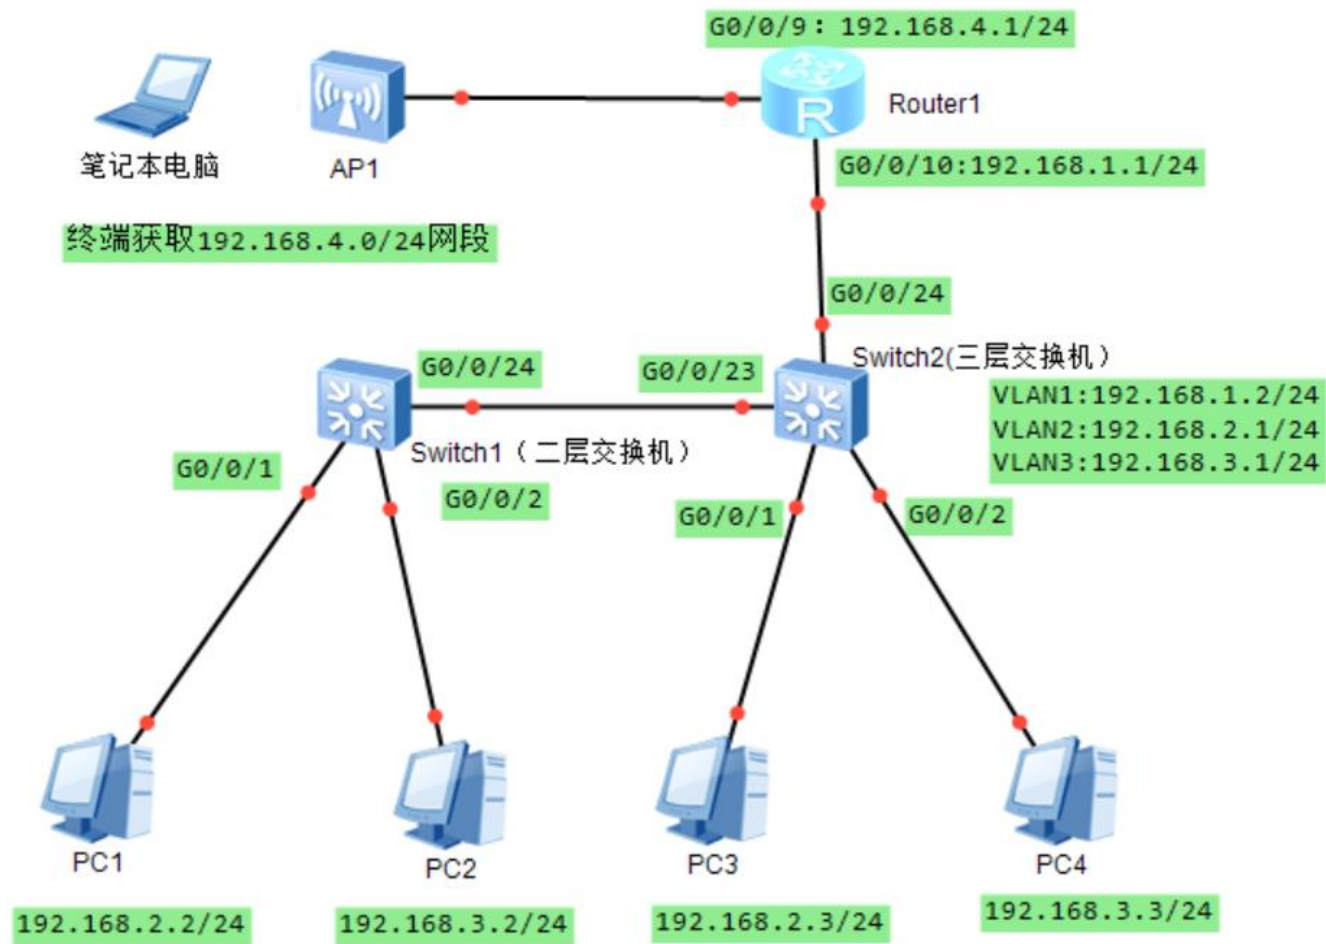 G0/0/9：192.168.4.1/24
Router1
笔记本电脑
AP1
G0/0/10:192.168.1.1/24
终端获取192.168.4.0/24网段
G0/0/24
Switch2(三层交换机）
G0/0/24
G0/0/23
VLAN1:192.168.1.2/24
VLAN2:192.168.2.1/24
VLAN3:192.168.3.1/24
Switch1（二层交换机）
G0/0/1
G0/0/2
G0/0/1
G0/0/2
PC1
PC2
PC3
PC4
192.168.2.2/24
192.168.3.2/24
192.168.2.3/24
192.168.3.3/24
R